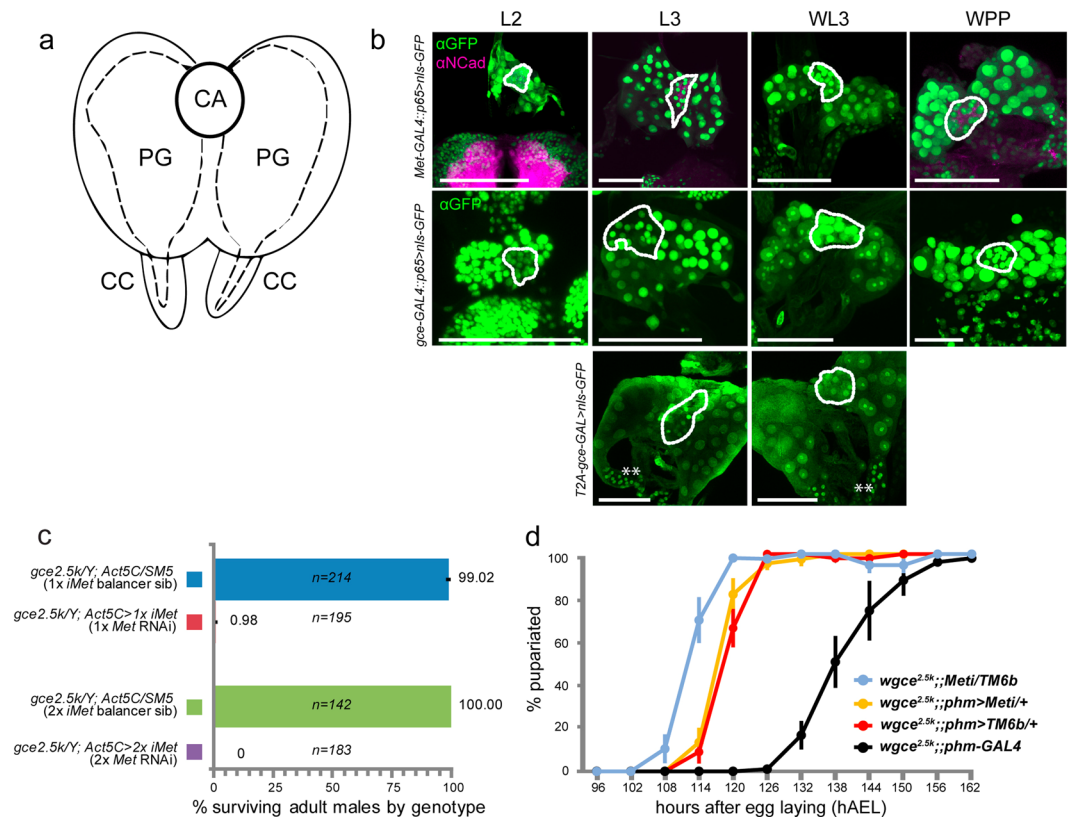 a
CA
PG PG
CC CC
b
L2 L3 WL3 WPP
Met-GAL4::p65>nls-GFP
αGFP
αNCad
gce-GAL4::p65>nls-GFP
αGFP
T2A-gce-GAL>nls-GFP
** **
c
gce2.5k/Y; Act5C/SM5
(1x iMet balancer sib)
n=214
99.02
gce2.5k/Y; Act5C>1x iMet
(1x Met RNAi)
0.98
n=195
gce2.5k/Y; Act5C/SM5
(2x iMet balancer sib)
n=142
100.00
gce2.5k/Y; Act5C>2x iMet
(2x Met RNAi)
0
n=183
0 25 50 75 100
% surviving adult males by genotype
d
% pupariated
100
80
60
40
20
0
wgce2.5k;;Meti/TM6b
wgce2.5k;;phm>Meti/+
wgce2.5k;;phm>TM6b/+
wgce2.5k;;phm-GAL4
96 102 108 114 120 126 132 138 144 150 156 162
hours after egg laying (hAEL)